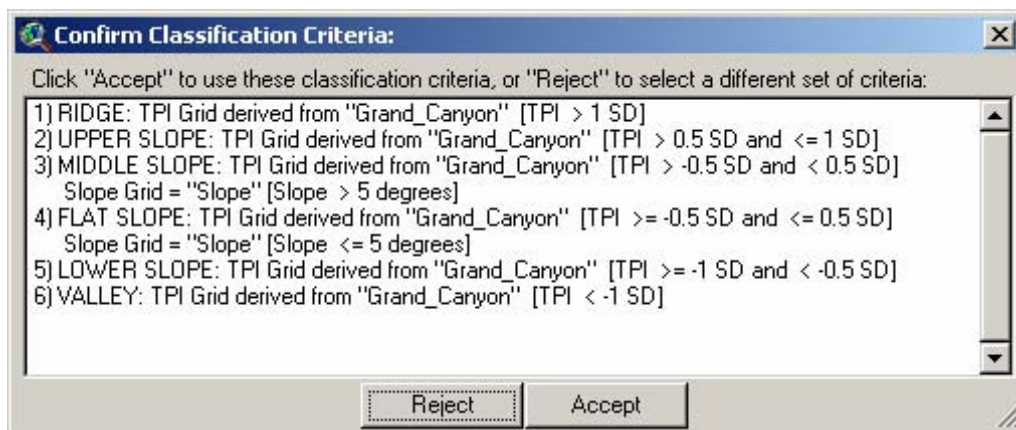 Confirm Classification Criteria:
Click "Accept" to use these classification criteria, or "Reject" to select a different set of criteria:
1) RIDGE: TPI Grid derived from "Grand_Canyon" [TPI > 1 SD]
2) UPPER SLOPE: TPI Grid derived from "Grand_Canyon" [TPI > 0.5 SD and <= 1 SD]
3) MIDDLE SLOPE: TPI Grid derived from "Grand_Canyon" [TPI > -0.5 SD and < 0.5 SD]
Slope Grid = "Slope" [Slope > 5 degrees]
4) FLAT SLOPE: TPI Grid derived from "Grand_Canyon" [TPI >= -0.5 SD and <= 0.5 SD]
Slope Grid = "Slope" [Slope <= 5 degrees]
5) LOWER SLOPE: TPI Grid derived from "Grand_Canyon" [TPI >= -1 SD and < -0.5 SD]
6) VALLEY: TPI Grid derived from "Grand_Canyon" [TPI < -1 SD]
Reject Accept